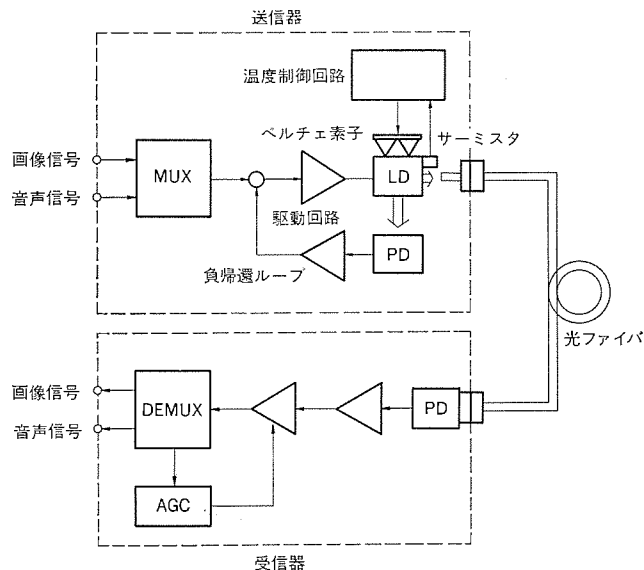 送信器
温度制御回路
ペルチェ素子
サーミスタ
画像信号
音声信号
MUX
LD
駆動回路
PD
負帰還ループ
光ファイバ
画像信号
音声信号
DEMUX
PD
AGC
受信器